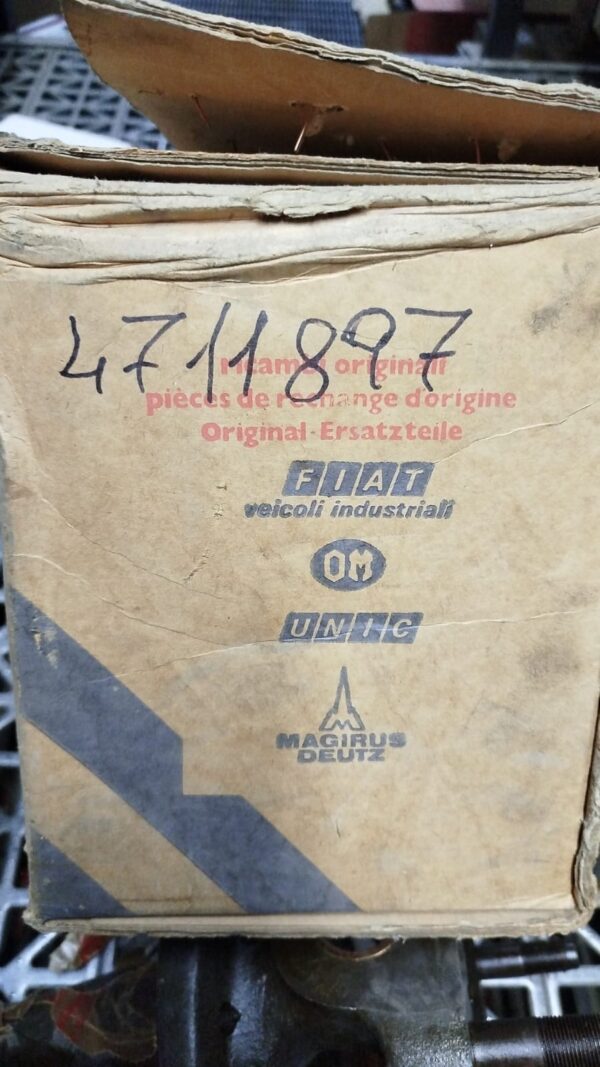 4711897
ricambi originali
pièces de rechange d'origine
Original-Ersatzteile
FIAT
veicoli industriali
OM
UNIC
MAGIRUS
DEUTZ